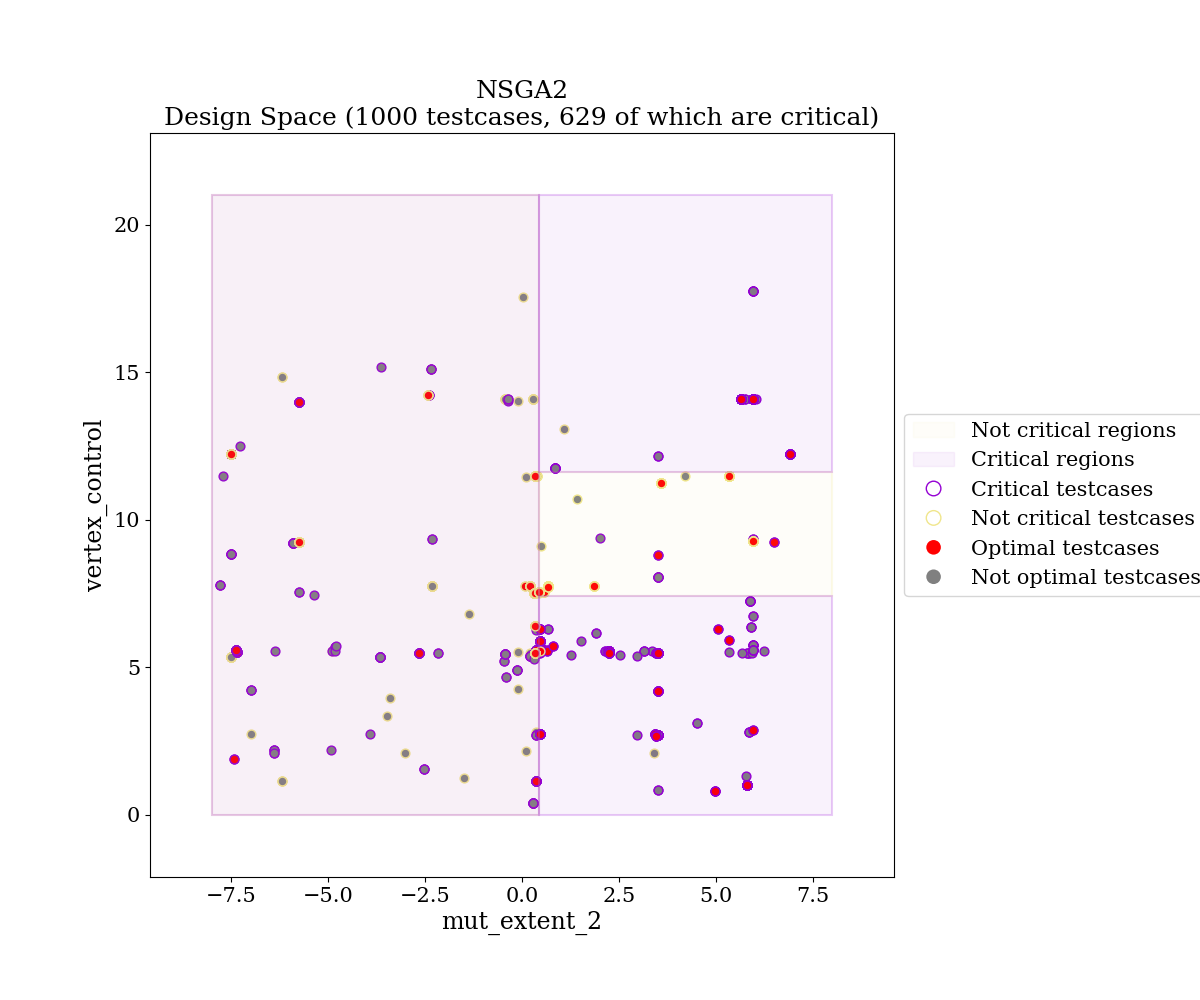 NSGA2
Design Space (1000 testcases, 629 of which are critical)
20
15
10
5
0
vertex_control
−7.5 −5.0 −2.5 0.0 2.5 5.0 7.5
mut_extent_2
Not critical regions
Critical regions
Critical testcases
Not critical testcases
Optimal testcases
Not optimal testcases